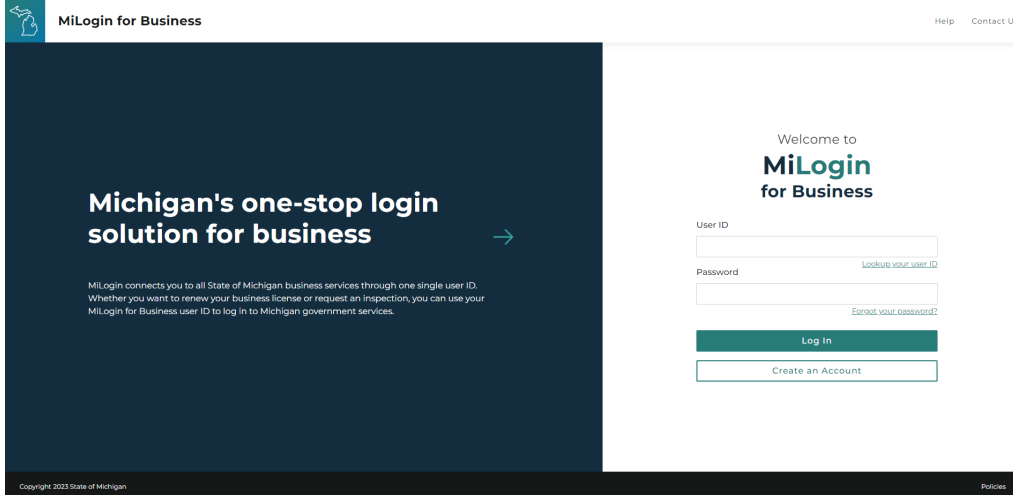 MiLogin for Business
Help
Contact U
Michigan's one-stop login
solution for business
MiLogin connects you to all State of Michigan business services through one single user ID.
Whether you want to renew your business license or request an inspection, you can use your
MiLogin for Business user ID to log in to Michigan government services.
Welcome to
MiLogin
for Business
User ID
Lookup your user ID
Password
Forgot your password?
Log In
Create an Account
Copyright 2023 State of Michigan
Policies